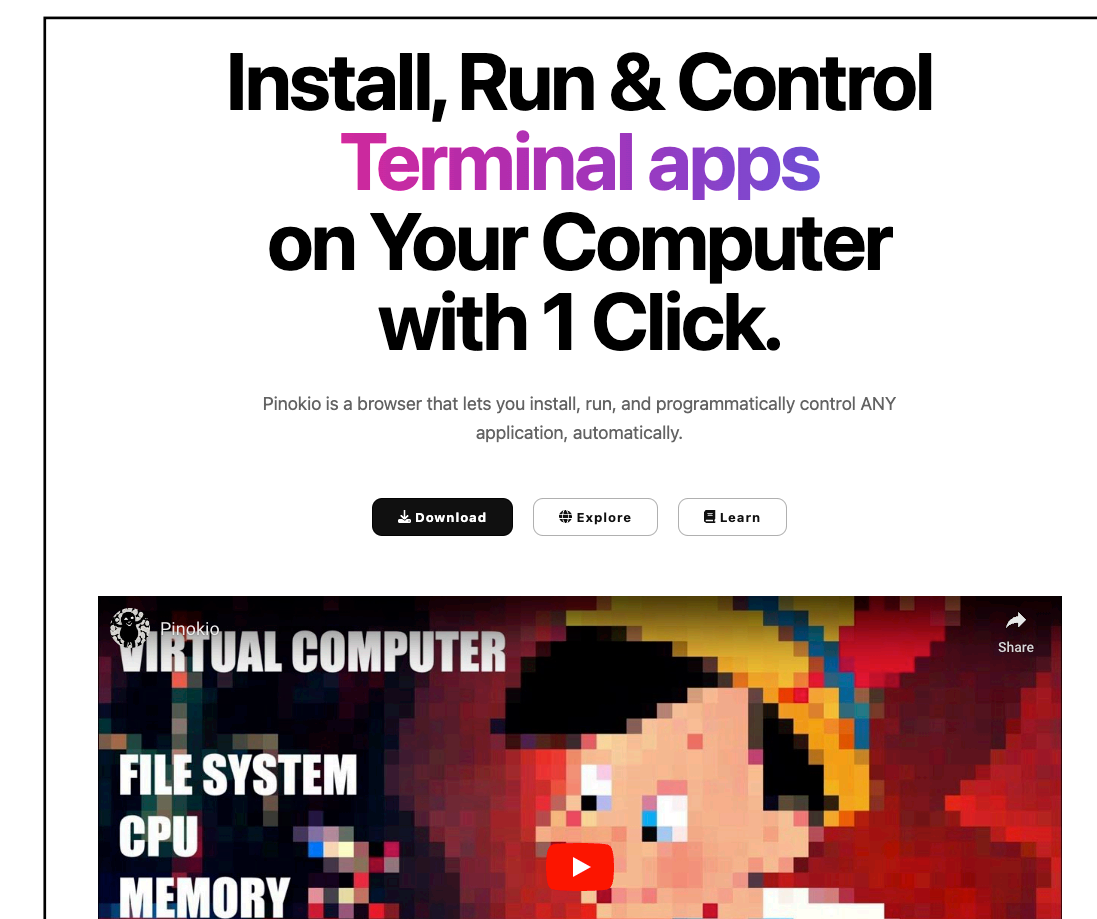 Install, Run & Control
Terminal apps
on Your Computer
with 1 Click.
Pinokio is a browser that lets you install, run, and programmatically control ANY
application, automatically.
Download
Explore
Learn
Pinokio
Share
VIRTUAL COMPUTER
FILE SYSTEM
CPU
MEMORY